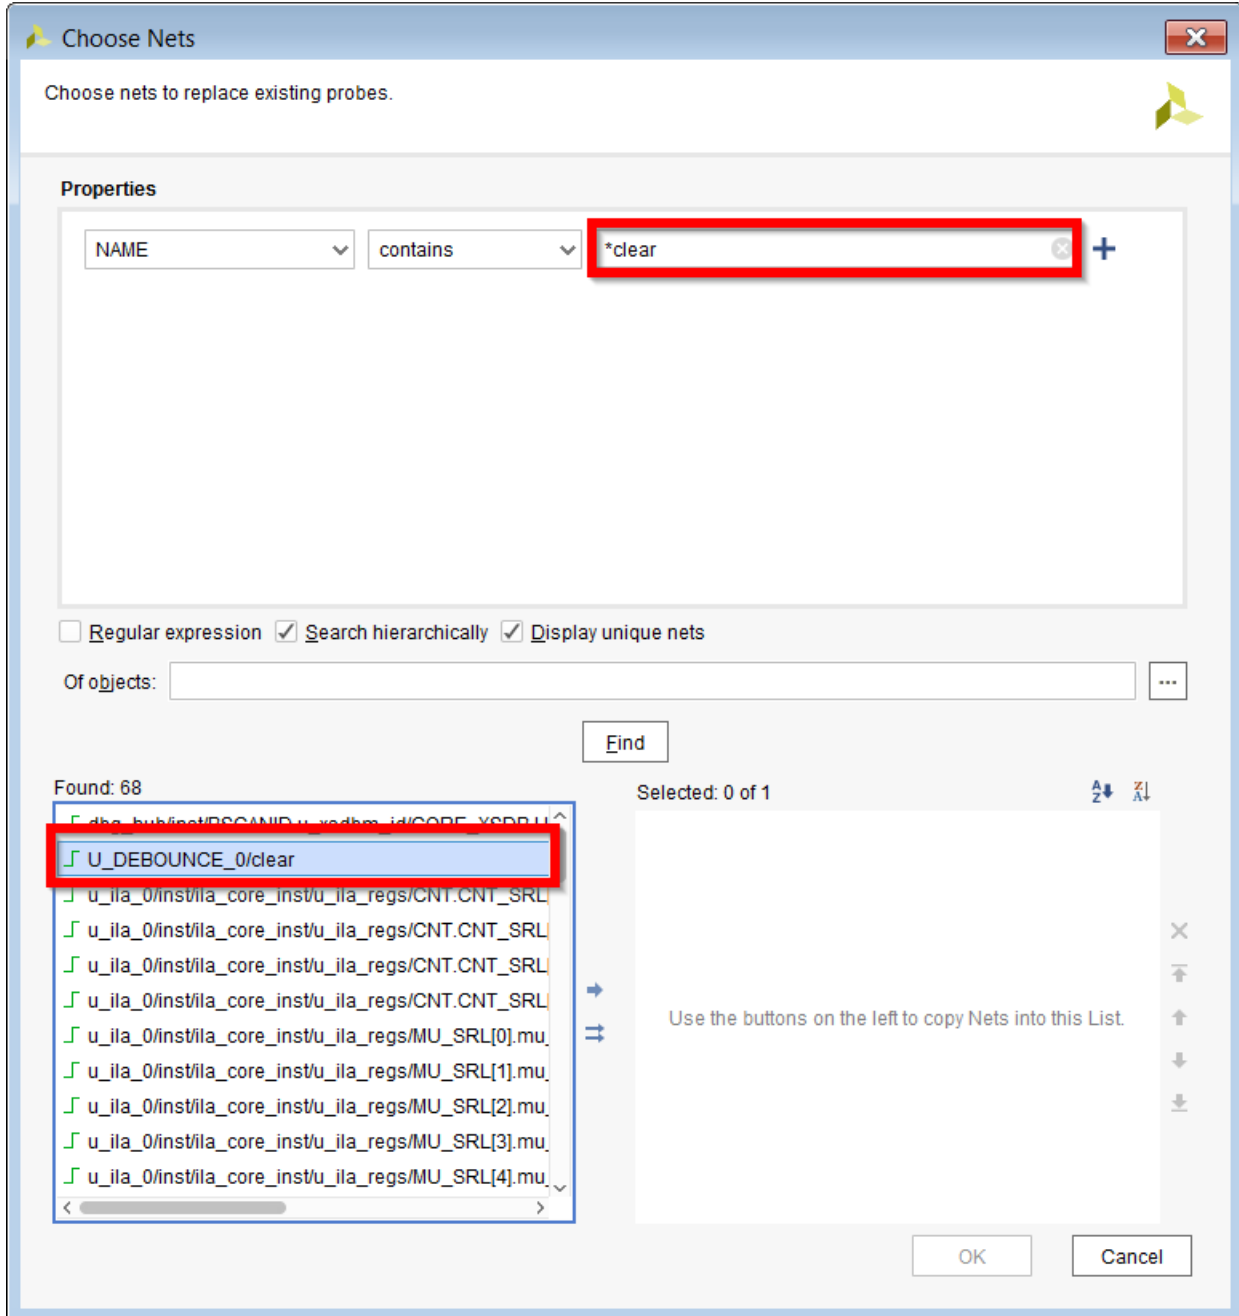 Choose Nets
Choose nets to replace existing probes.
Properties
NAME contains *clear
Regular expression Search hierarchically Display unique nets
Of objects: ...
Find
Found: 68
Selected: 0 of 1
U_DEBOUNCE_0/clear
u_ila_0/inst/ila_core_inst/u_ila_regs/CNT.CNT_SRL[
u_ila_0/inst/ila_core_inst/u_ila_regs/CNT.CNT_SRL[
u_ila_0/inst/ila_core_inst/u_ila_regs/CNT.CNT_SRL[
u_ila_0/inst/ila_core_inst/u_ila_regs/CNT.CNT_SRL[
u_ila_0/inst/ila_core_inst/u_ila_regs/MU_SRL[0].mu_
u_ila_0/inst/ila_core_inst/u_ila_regs/MU_SRL[1].mu_
u_ila_0/inst/ila_core_inst/u_ila_regs/MU_SRL[2].mu_
u_ila_0/inst/ila_core_inst/u_ila_regs/MU_SRL[3].mu_
u_ila_0/inst/ila_core_inst/u_ila_regs/MU_SRL[4].mu_
Use the buttons on the left to copy Nets into this List.
OK Cancel